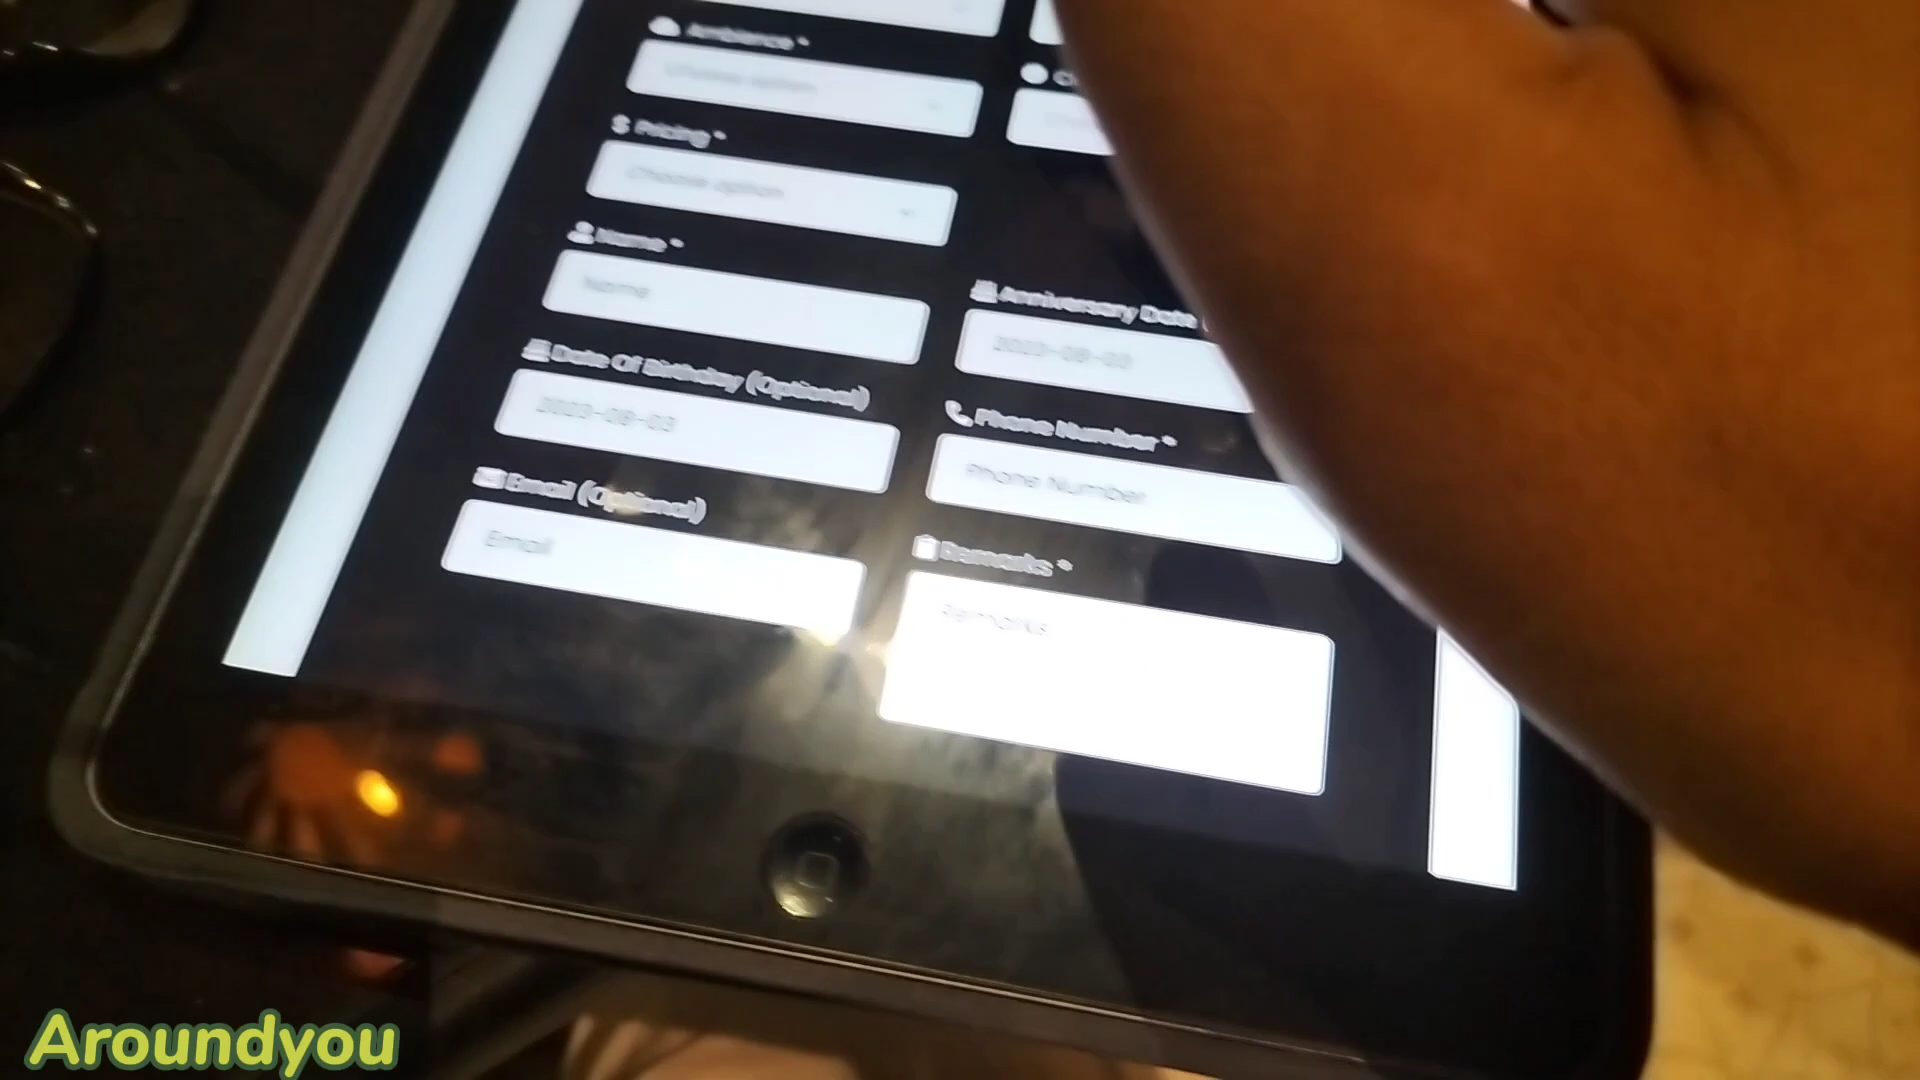 Ambience *
Choose option
Pricing *
Choose option
Name *
Name
Anniversary Date
Date Of Birthday (Optional)
Phone Number *
Phone Number
Email (Optional)
Email
Remarks *
Remarks
Aroundyou